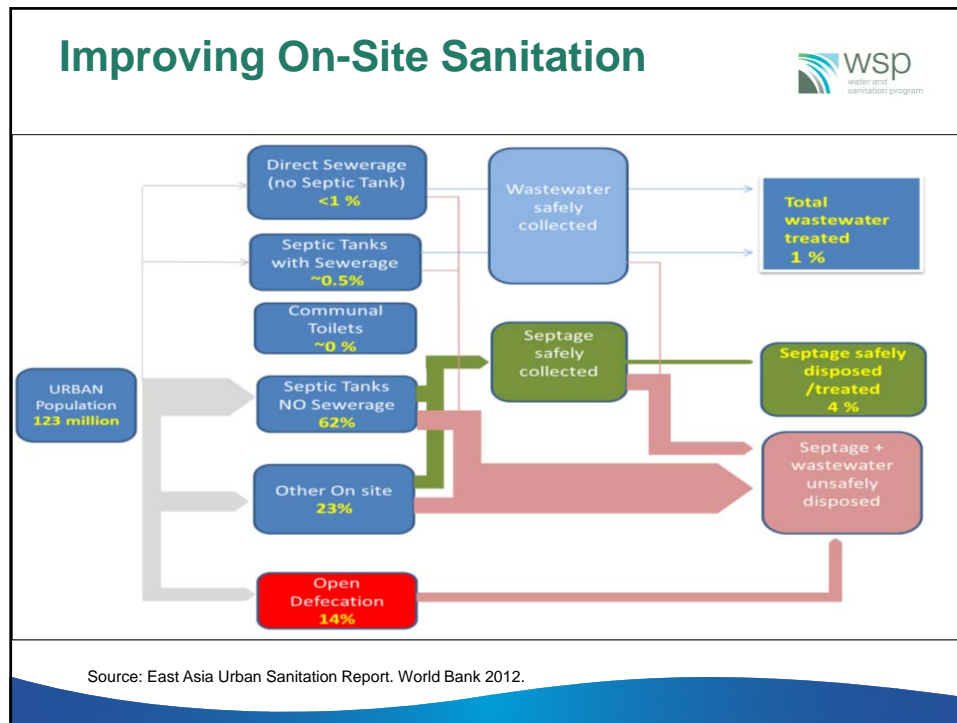 Improving On-Site Sanitation
wsp
water and
sanitation program
Direct Sewerage
(no Septic Tank)
<1 %
Septic Tanks
with Sewerage
~0.5%
Communal
Toilets
~0 %
Septic Tanks
NO Sewerage
62%
Other On site
23%
Open
Defecation
14%
URBAN
Population
123 million
Wastewater
safely
collected
Septage
safely
collected
Total
wastewater
treated
1 %
Septage safely
disposed
/treated
4 %
Septage +
wastewater
unsafely
disposed
Source: East Asia Urban Sanitation Report. World Bank 2012.